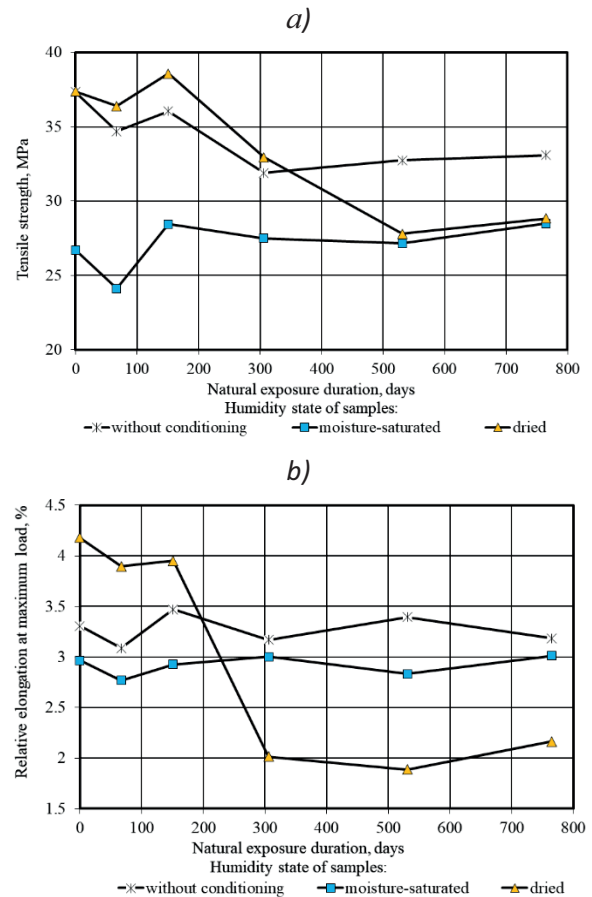 a)
40
35
30
25
20
Tensile strength, MPa
0 100 200 300 400 500 600 700 800
Natural exposure duration, days
Humidity state of samples:
without conditioning moisture-saturated dried
b)
4.5
4
3.5
3
2.5
2
1.5
Relative elongation at maximum load, %
0 100 200 300 400 500 600 700 800
Natural exposure duration, days
Humidity state of samples:
without conditioning moisture-saturated dried